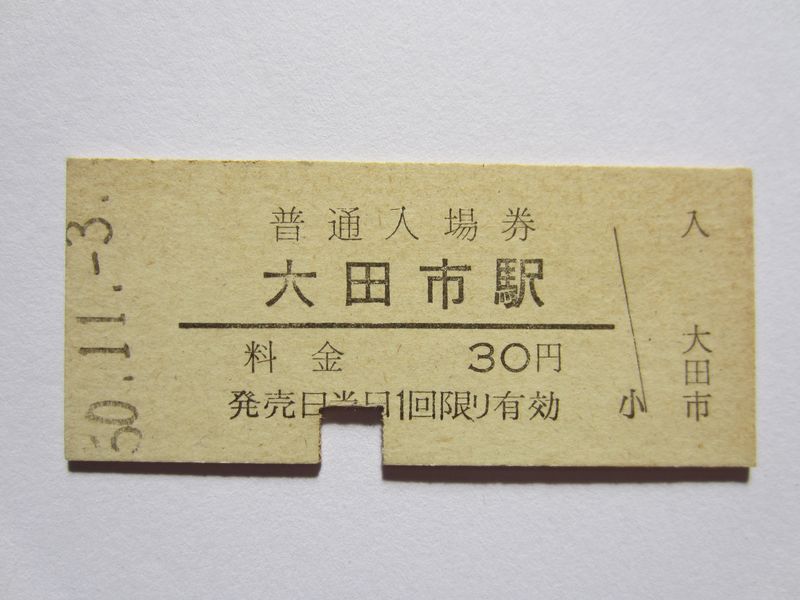 50.11.-3.
普通入場券
大田市駅
料金 30円
発売日当日1回限り有効
小
入
大田市